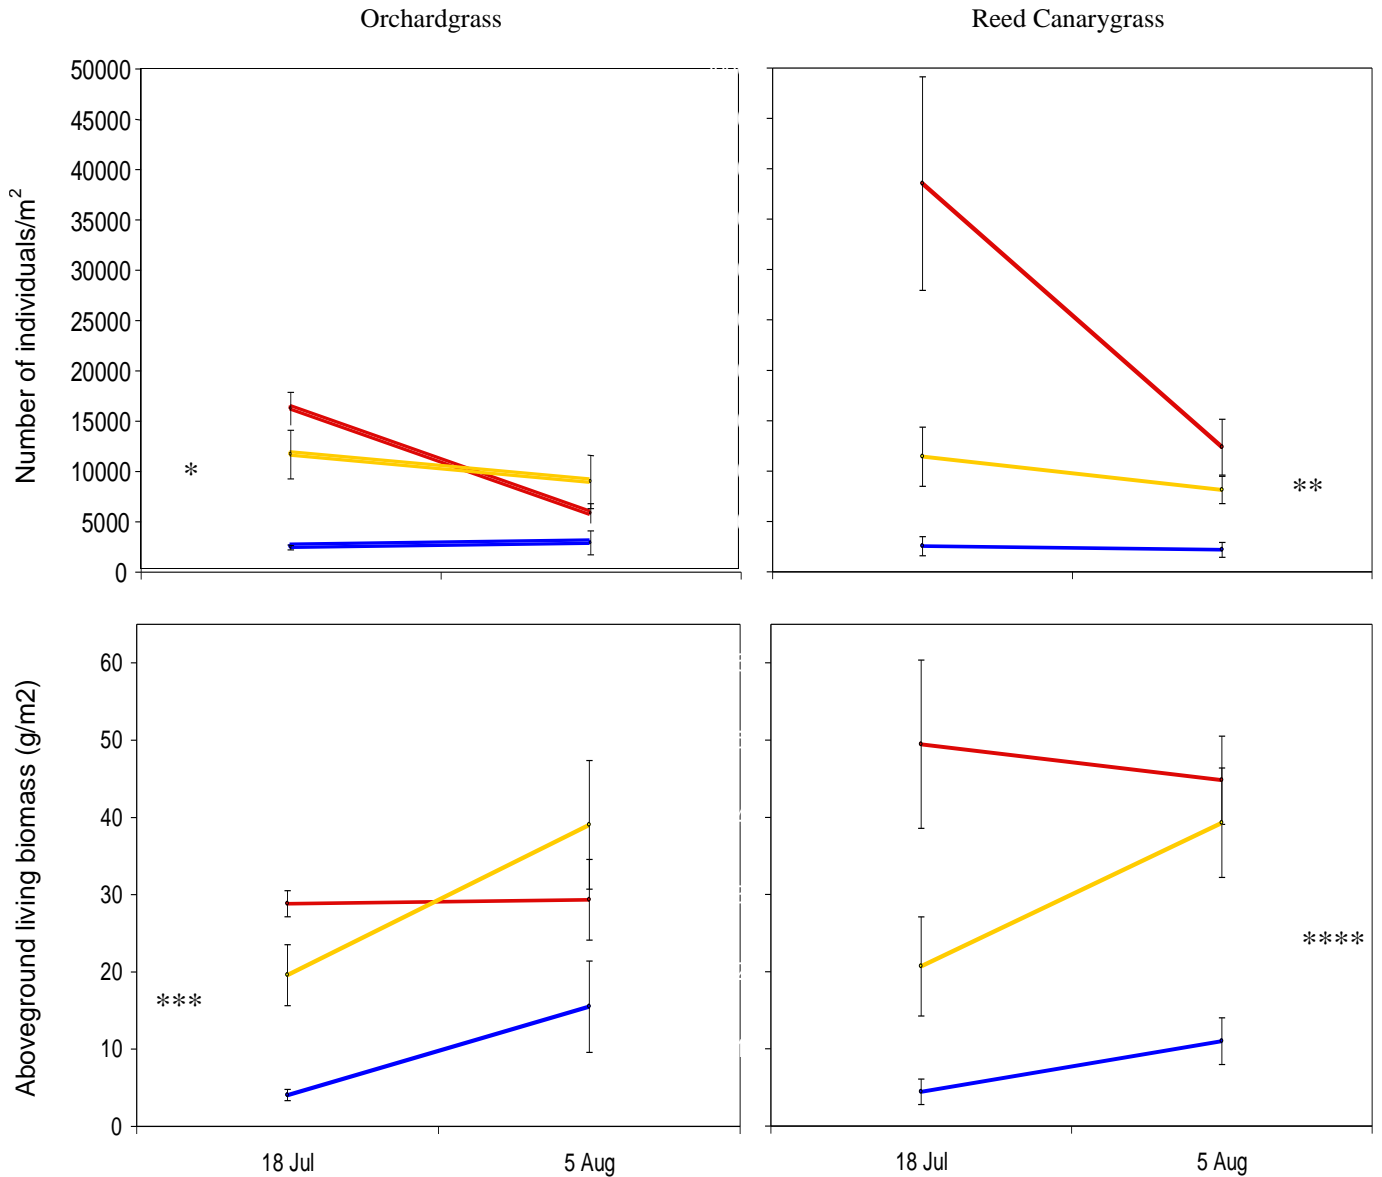 Orchardgrass
Reed Canarygrass
Number of individuals/m²
50000
45000
40000
35000
30000
25000
20000
15000
10000
5000
0
*
**
Aboveground living biomass (g/m2)
60
50
40
30
20
10
0
***
****
18 Jul
5 Aug
18 Jul
5 Aug